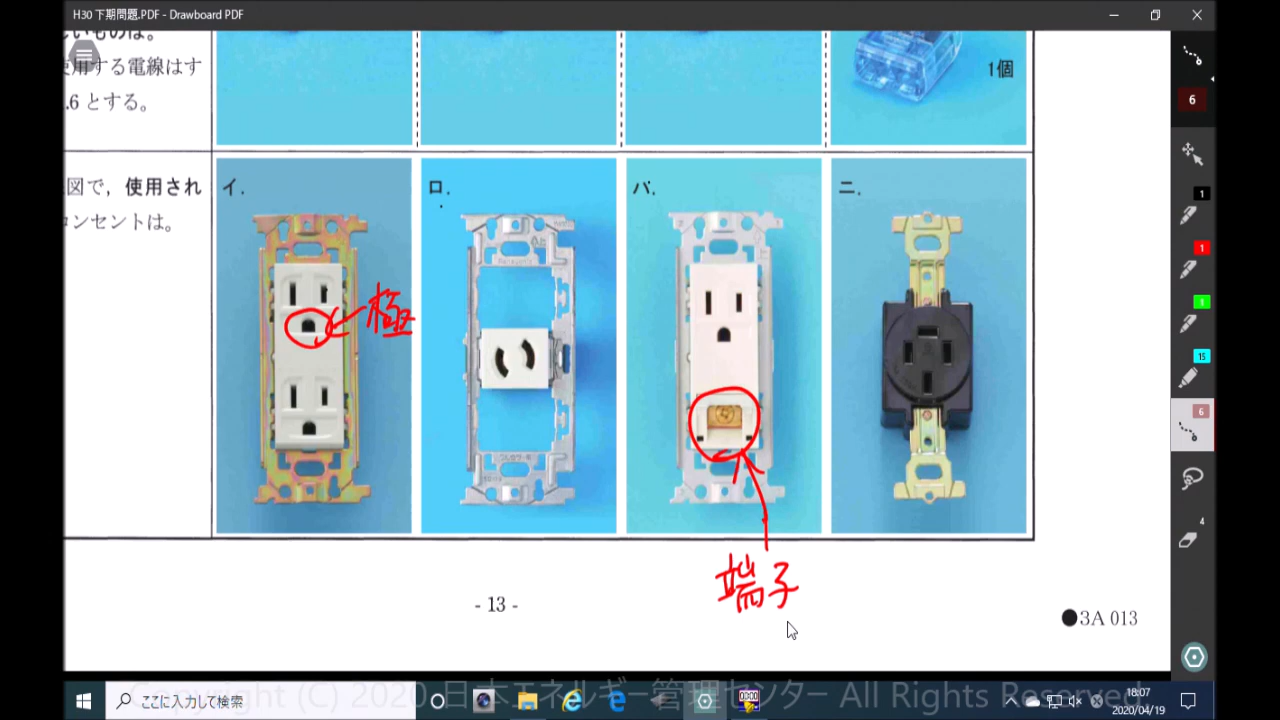 H30 下期問題.PDF - Drawboard PDF
いものは。
使用する電線はす
.6 とする。
1個
図で, 使用され
コンセントは。
イ.
ロ.
ハ.
ニ.
極
端子
- 13 -
●3A 013
6
1
1
9
15
6
4
ここに入力して検索
Copyright (C) 2020 日本エネルギー管理センター All Rights Reserved
00:00
18:07
2020/04/19